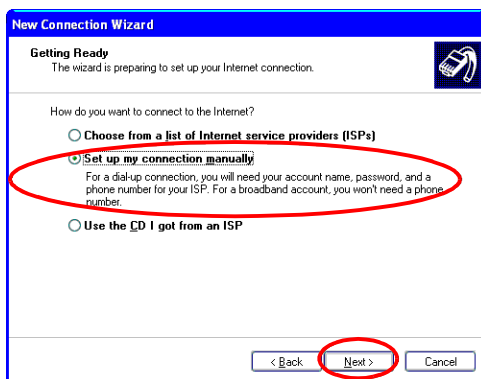 New Connection Wizard
Getting Ready
The wizard is preparing to set up your Internet connection.
How do you want to connect to the Internet?
Choose from a list of Internet service providers (ISPs)
Set up my connection manually
For a dial-up connection, you will need your account name, password, and a
phone number for your ISP. For a broadband account, you won't need a phone
number.
Use the CD I got from an ISP
< Back
Next >
Cancel